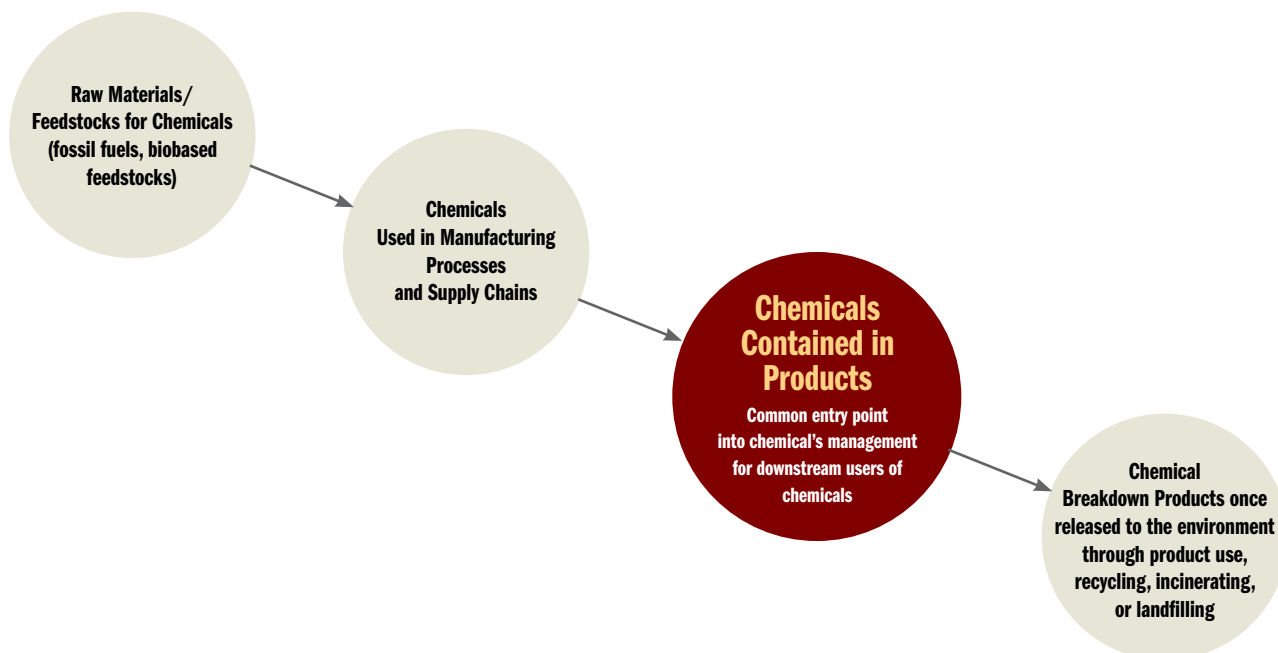 Raw Materials/
Feedstocks for Chemicals
(fossil fuels, biobased
feedstocks)
Chemicals
Used in Manufacturing
Processes
and Supply Chains
Chemicals
Contained in
Products
Common entry point
into chemical's management
for downstream users of
chemicals
Chemical
Breakdown Products once
released to the environment
through product use,
recycling, incinerating,
or landfilling